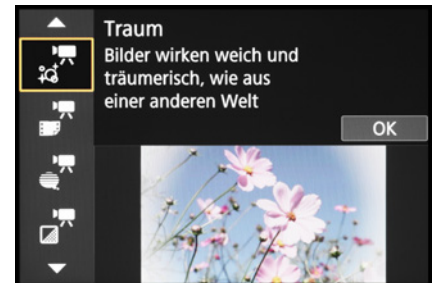 Traum
Bilder wirken weich und
träumerisch, wie aus
einer anderen Welt
OK